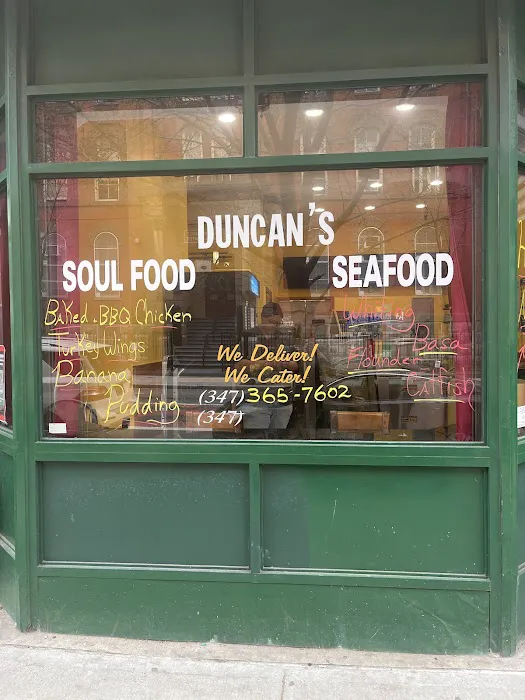 DUNCAN'S
SOUL FOOD
SEAFOOD
BAKed - BBQ Chicken
Turkey wings
Banana
Pudding
We Deliver!
We Cater!
(347) 365-7602
(347)
Whiting
Basa
Flounder
CATfish